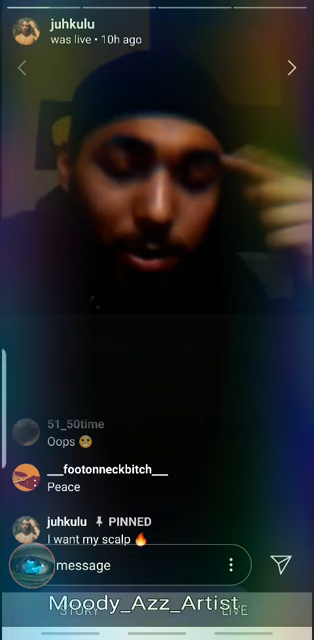 juhkulu
was live • 10h ago
51_50time
Oops 😬
___footonneckbitch___
Peace
juhkulu 📌 PINNED
I want my scalp 🔥
message
Moody_Azz_Artist
STORY LIVE